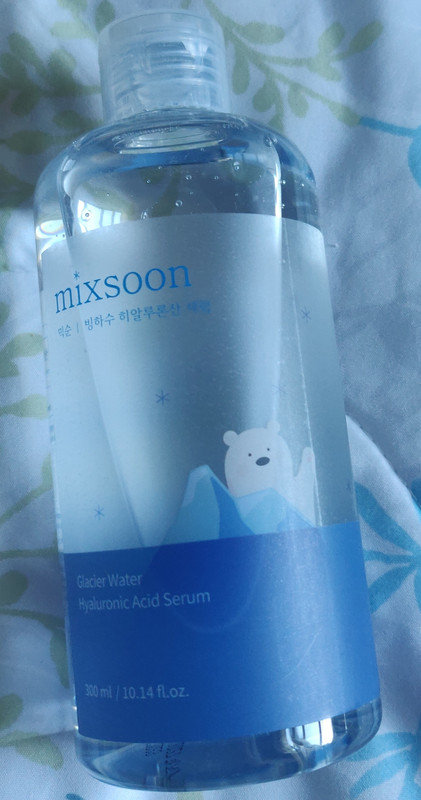 mixsoon
믹순 | 빙하수 히알루론산 세럼
Glacier Water
Hyaluronic Acid Serum
300 ml / 10.14 fl.oz.